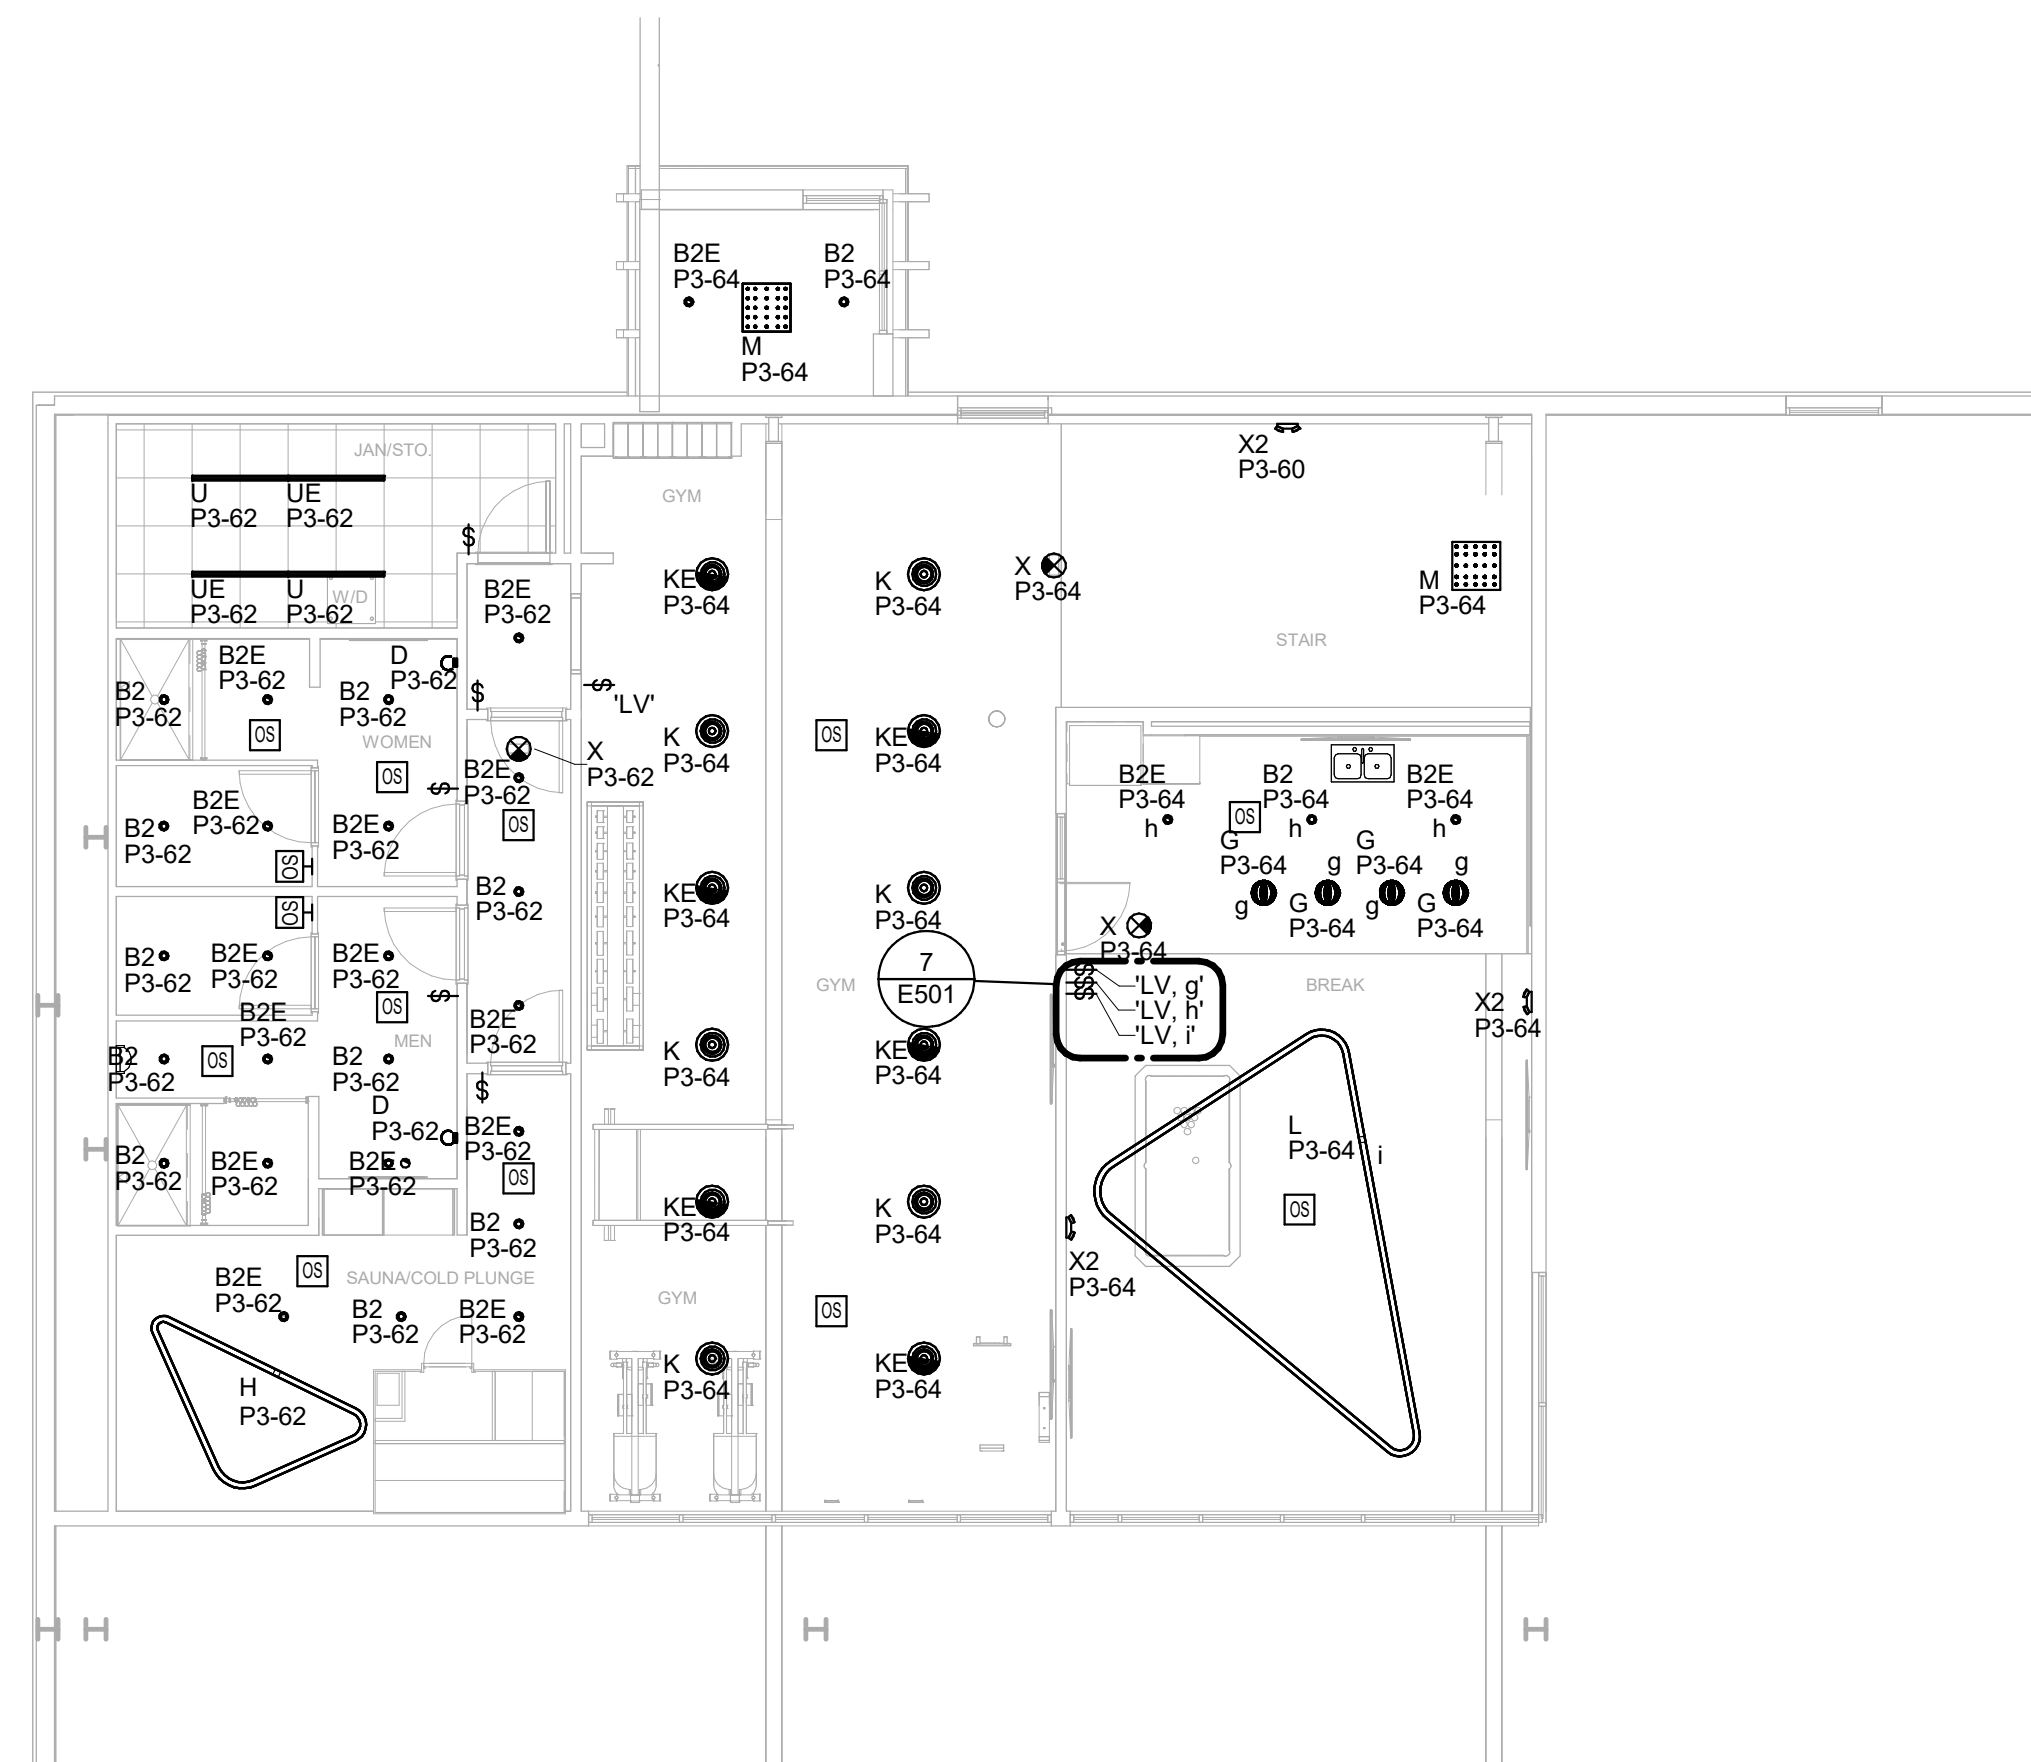 B2E
P3-64
B2
P3-64
M
P3-64
JAN/STO.
U
P3-62
UE
P3-62
UE
P3-62
U
P3-62
W/D
$
B2E
P3-62
GYM
KE
P3-64
K
P3-64
X
P3-64
X2
P3-60
M
P3-64
STAIR
B2
P3-62
B2E
P3-62
OS
B2
P3-62
D
P3-62
WOMEN
OS
$
$
$
'LV'
X
P3-62
B2E
P3-62
OS
K
P3-64
OS
KE
P3-64
B2
P3-62
B2E
P3-62
OS
B2E
P3-62
B2
P3-62
KE
P3-64
K
P3-64
B2E
P3-64
h
OS
B2
P3-64
h
B2E
P3-64
h
G
P3-64
g
G
P3-64
g
g
G
P3-64
g
G
P3-64
X
P3-64
OS
B2
P3-62
B2E
P3-62
B2E
P3-62
$
OS
MEN
B2E
P3-62
GYM
7
E501
$
$
$
'LV, g'
'LV, h'
'LV, i'
BREAK
X2
P3-64
B2E
P3-62
B2
P3-62
OS
B2
P3-62
D
P3-62
$
K
P3-64
KE
P3-64
B2
P3-62
B2E
P3-62
B2E
P3-62
B2E
P3-62
OS
B2
P3-62
KE
P3-64
K
P3-64
L
P3-64
i
OS
X2
P3-64
B2E
P3-62
OS
SAUNA/COLD PLUNGE
B2
P3-62
B2E
P3-62
GYM
OS
K
P3-64
KE
P3-64
H
P3-62